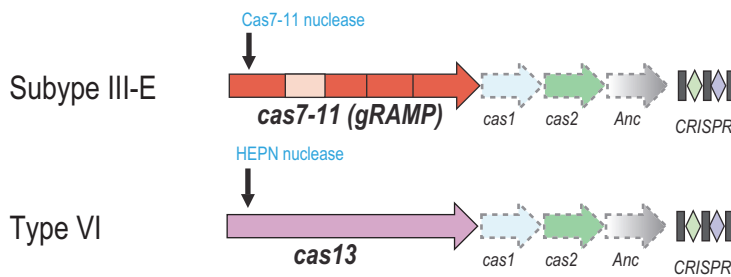 Cas7-11 nuclease
Subype III-E
cas7-11 (gRAMP)
cas1
cas2
Anc
CRISPR
HEPN nuclease
Type VI
cas13
cas1
cas2
Anc
CRISPR